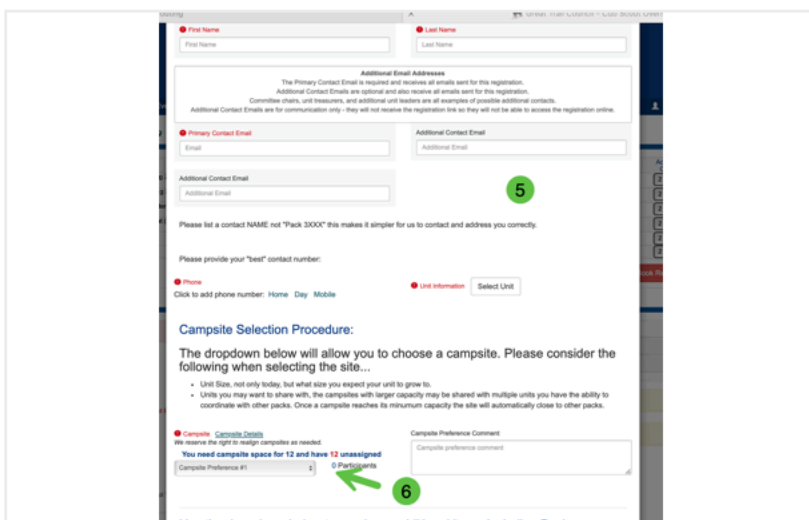 Great Trail Council - Cub Scout Over
First Name
Last Name
First Name
Last Name
Additional Email Addresses
The Primary Contact Email is required and receives all emails sent for this registration.
Additional Contact Emails are optional and also receive all emails sent for this registration.
Committee chairs, unit treasurers, and additional unit leaders are all examples of possible additional contacts.
Additional Contact Emails are for communication only - they will not receive the registration link so they will not be able to access the registration online.
Primary Contact Email
Additional Contact Email
Email
Additional Email
Additional Contact Email
Additional Email
5
Please list a contact NAME not "Pack 3XXX" this makes it simpler for us to contact and address you correctly.
Please provide your "best" contact number:
Phone
Click to add phone number: Home Day Mobile
Unit Information Select Unit
Campsite Selection Procedure:
The dropdown below will allow you to choose a campsite. Please consider the
following when selecting the site...
• Unit Size, not only today, but what size you expect your unit to grow to.
• Units you may want to share with, the campsites with larger capacity may be shared with multiple units you have the ability to
coordinate with other packs. Once a campsite reaches its minumum capacity the site will automatically close to other packs.
Campsite Campsite Details
We reserve the right to realign campsites as needed.
You need campsite space for 12 and have 12 unassigned
Campsite Preference #1
0 Participants
Campsite Preference Comment
Campsite preference comment
6